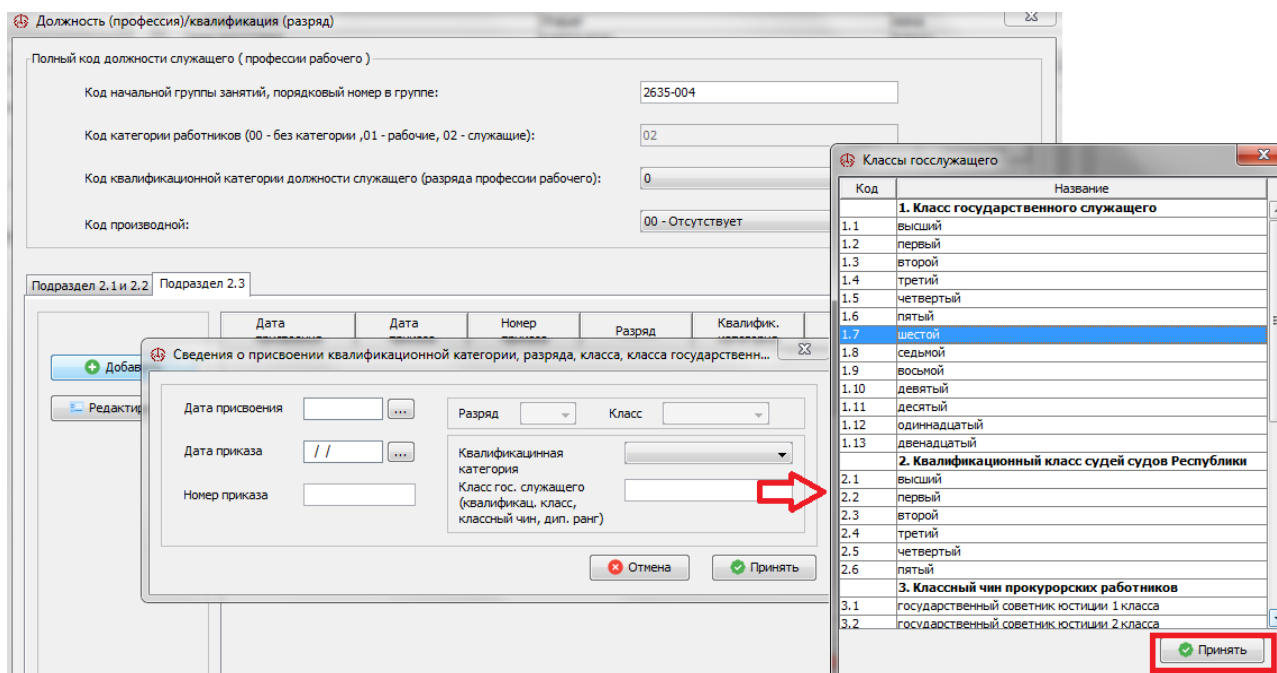 Должность (профессия)/квалификация (разряд)
Полный код должности служащего ( профессии рабочего )
Код начальной группы занятий, порядковый номер в группе:
2635-004
Код категории работников (00 - без категории ,01 - рабочие, 02 - служащие):
02
Код квалификационной категории должности служащего (разряда профессии рабочего):
0
Код производной:
00 - Отсутствует
Подраздел 2.1 и 2.2
Подраздел 2.3
Дата
Дата
Номер
Разряд
Квалифик.
Добав
Редактир
Сведения о присвоении квалификационной категории, разряда, класса, класса государственн...
Дата присвоения
...
Разряд
Класс
Дата приказа
/ /
...
Квалификацинная
категория
Номер приказа
Класс гос. служащего
(квалификац. класс,
классный чин, дип. ранг)
Отмена
Принять
Классы госслужащего
Код Название
1. Класс государственного служащего
1.1 высший
1.2 первый
1.3 второй
1.4 третий
1.5 четвертый
1.6 пятый
1.7 шестой
1.8 седьмой
1.9 восьмой
1.10 девятый
1.11 десятый
1.12 одиннадцатый
1.13 двенадцатый
2. Квалификационный класс судей судов Республики
2.1 высший
2.2 первый
2.3 второй
2.4 третий
2.5 четвертый
2.6 пятый
3. Классный чин прокурорских работников
3.1 государственный советник юстиции 1 класса
3.2 государственный советник юстиции 2 класса
Принять